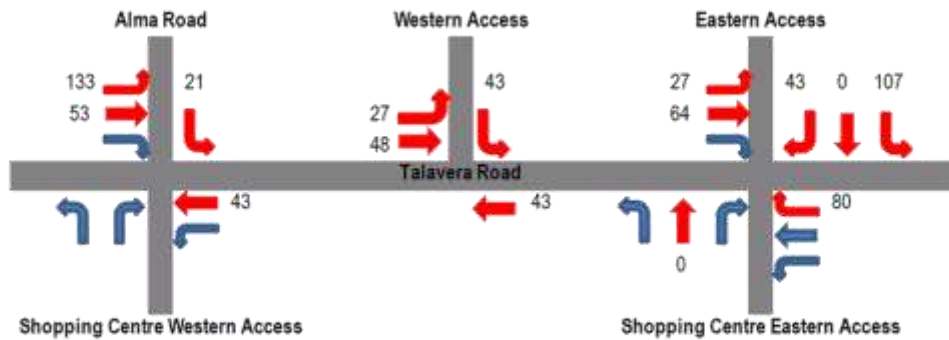 Alma Road Western Access Eastern Access
133 21 43 27 43 0 107
53 27 64
48
Talavera Road
43 43 80
0
Shopping Centre Western Access Shopping Centre Eastern Access